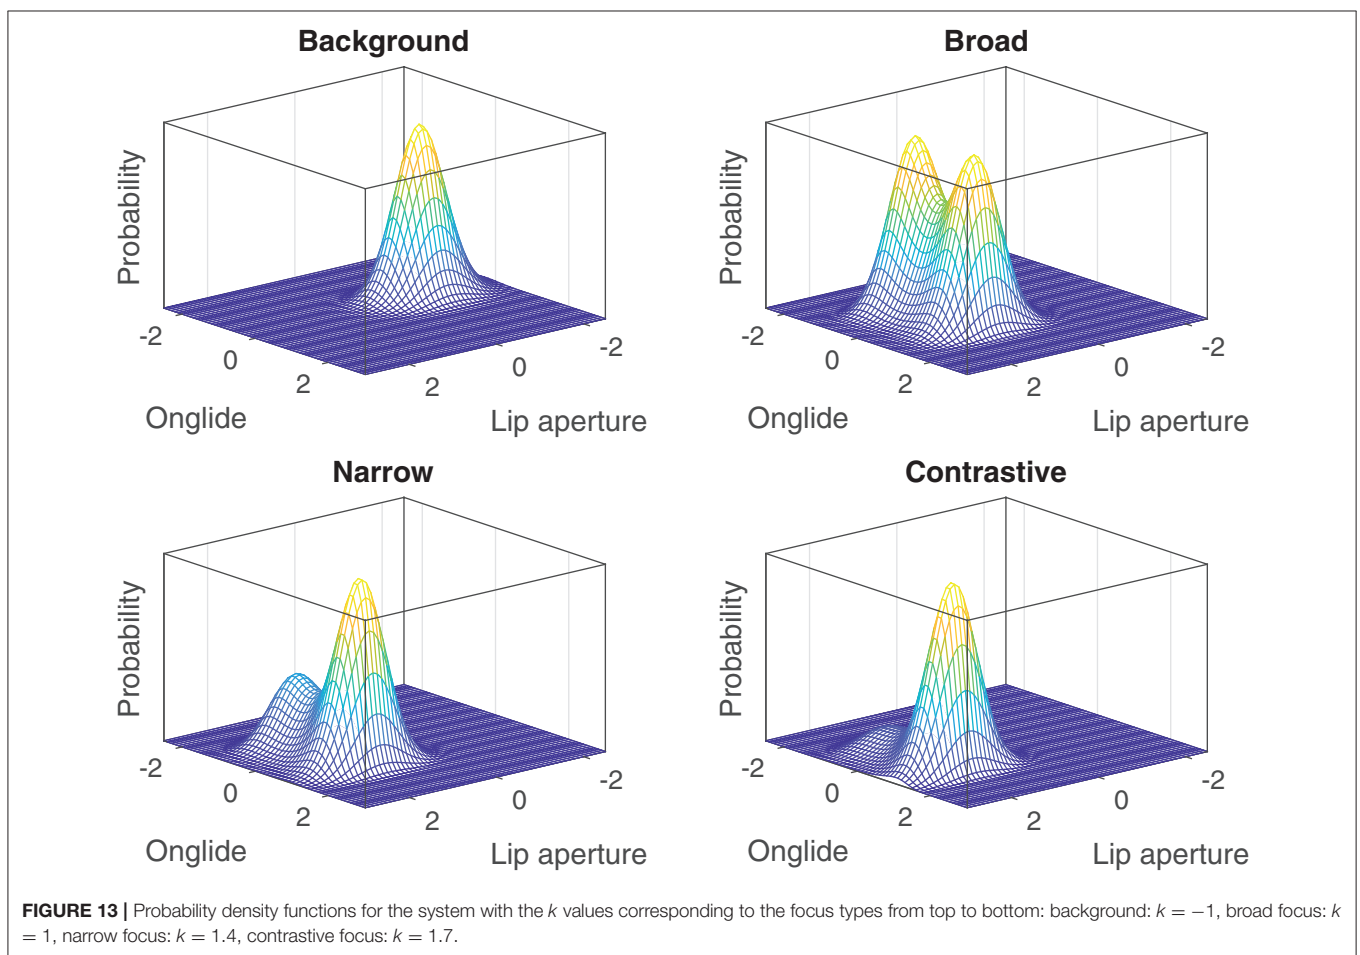 Background
Broad
Probability
Probability
-2
0
2
2
0
-2
-2
0
2
2
0
-2
Onglide
Lip aperture
Onglide
Lip aperture
Narrow
Contrastive
Probability
Probability
-2
0
2
2
0
-2
-2
0
2
2
0
-2
Onglide
Lip aperture
Onglide
Lip aperture
FIGURE 13 | Probability density functions for the system with the k values corresponding to the focus types from top to bottom: background: k = −1, broad focus: k
= 1, narrow focus: k = 1.4, contrastive focus: k = 1.7.